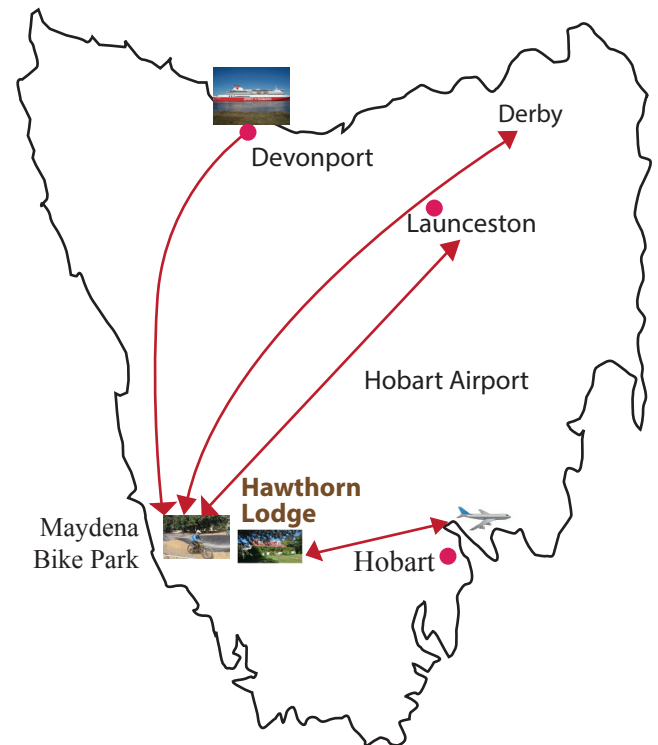 Derby
Devonport
Launceston
Hobart Airport
Hawthorn
Lodge
Maydena
Bike Park
Hobart